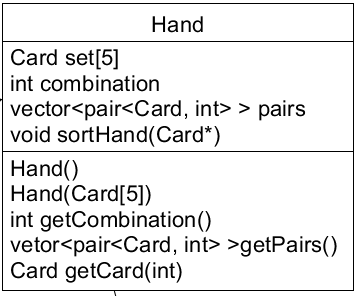 Hand
Card set[5]
int combination
vector<pair<Card, int> > pairs
void sortHand(Card*)
Hand()
Hand(Card[5])
int getCombination()
vetor<pair<Card, int> >getPairs()
Card getCard(int)